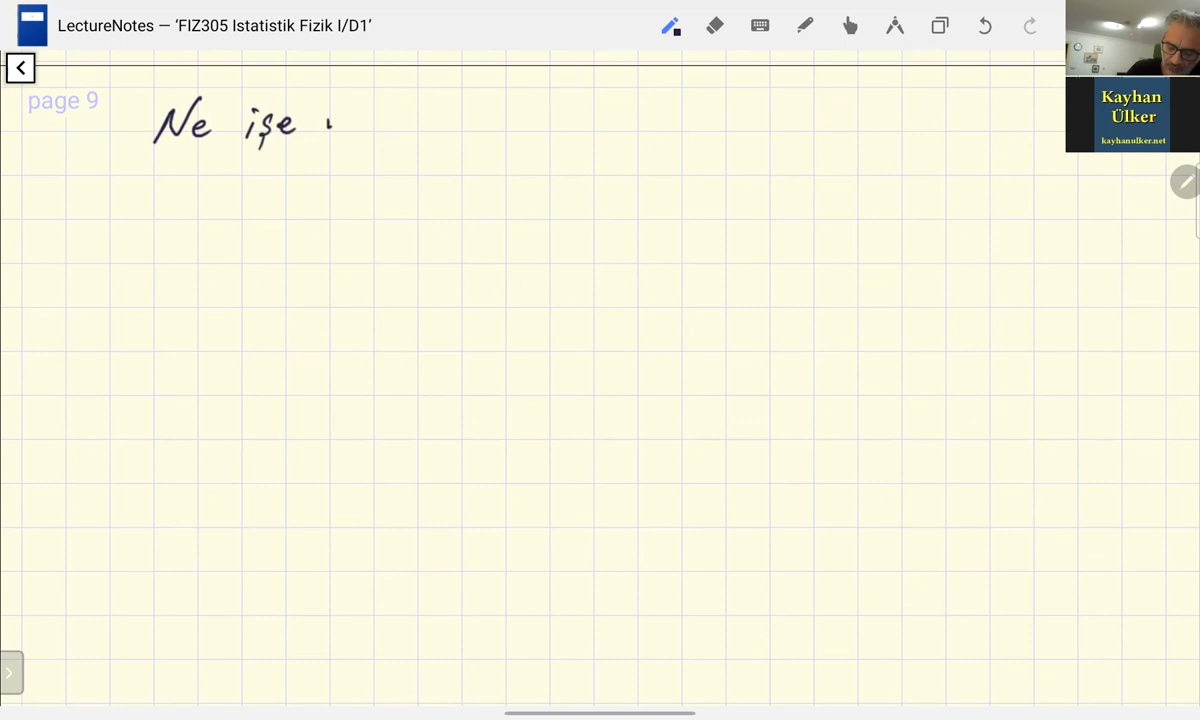 LectureNotes — ‘FIZ305 Istatistik Fizik I/D1’
page 9
Ne işe
Kayhan
Ülker
kayhanulker.net